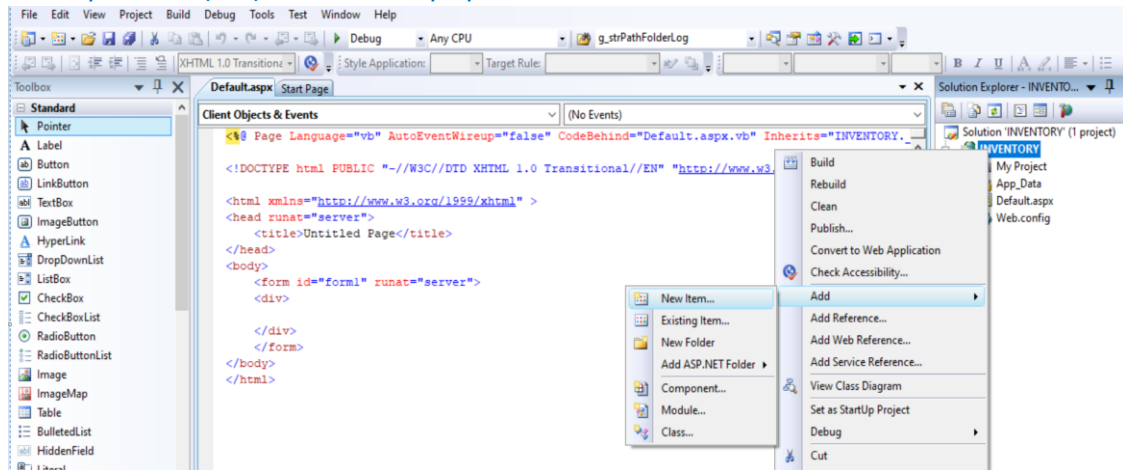 File Edit View Project Build Debug Tools Test Window Help
Debug Any CPU g_strPathFolderLog
XHTML 1.0 Transitiona Style Application: Target Rule: B I U A
Toolbox
Default.aspx Start Page
Solution Explorer - INVENTO...
Standard
Pointer
A Label
Button
LinkButton
TextBox
ImageButton
HyperLink
DropDownList
ListBox
CheckBox
CheckBoxList
RadioButton
RadioButtonList
Image
ImageMap
Table
BulletedList
HiddenField
Literal
Client Objects & Events (No Events)
<%@ Page Language="vb" AutoEventWireup="false" CodeBehind="Default.aspx.vb" Inherits="INVENTORY._
<!DOCTYPE html PUBLIC "-//W3C//DTD XHTML 1.0 Transitional//EN" "http://www.w3.
<html xmlns="http://www.w3.org/1999/xhtml" >
<head runat="server">
<title>Untitled Page</title>
</head>
<body>
<form id="form1" runat="server">
<div>
</div>
</form>
</body>
</html>
New Item...
Existing Item...
New Folder
Add ASP.NET Folder
Component...
Module...
Class...
Build
Rebuild
Clean
Publish...
Convert to Web Application
Check Accessibility...
Add
Add Reference...
Add Web Reference...
Add Service Reference...
View Class Diagram
Set as StartUp Project
Debug
Cut
Solution 'INVENTORY' (1 project)
INVENTORY
My Project
App_Data
Default.aspx
Web.config